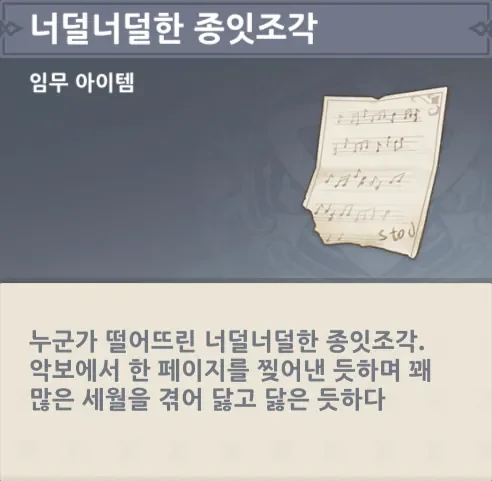 너덜너덜한 종잇조각
임무 아이템
stop
누군가 떨어뜨린 너덜너덜한 종잇조각.
악보에서 한 페이지를 찢어낸 듯하며 꽤
많은 세월을 겪어 닳고 닳은 듯하다